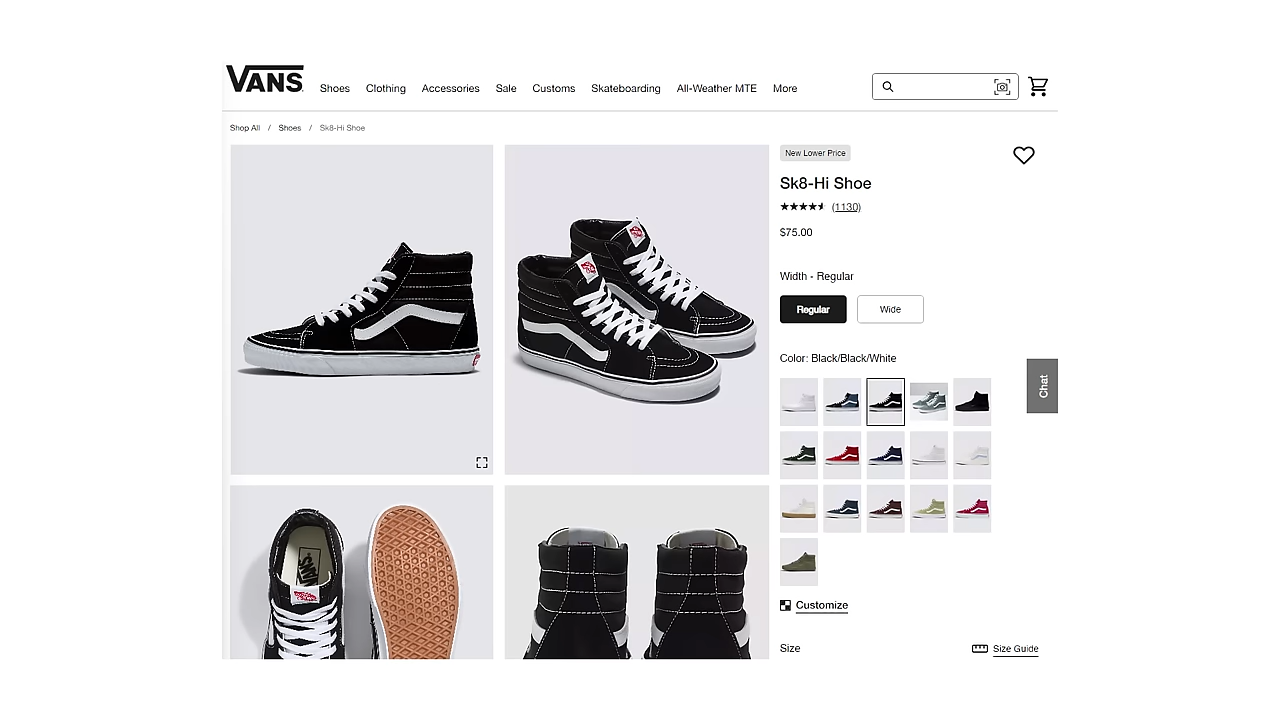 VANS
Shoes Clothing Accessories Sale Customs Skateboarding All-Weather MTE More
Shop All / Shoes / Sk8-Hi Shoe
New Lower Price
Sk8-Hi Shoe
(1130)
$75.00
Width - Regular
Regular Wide
Color: Black/Black/White
Chat
VANS
Customize
Size Size Guide